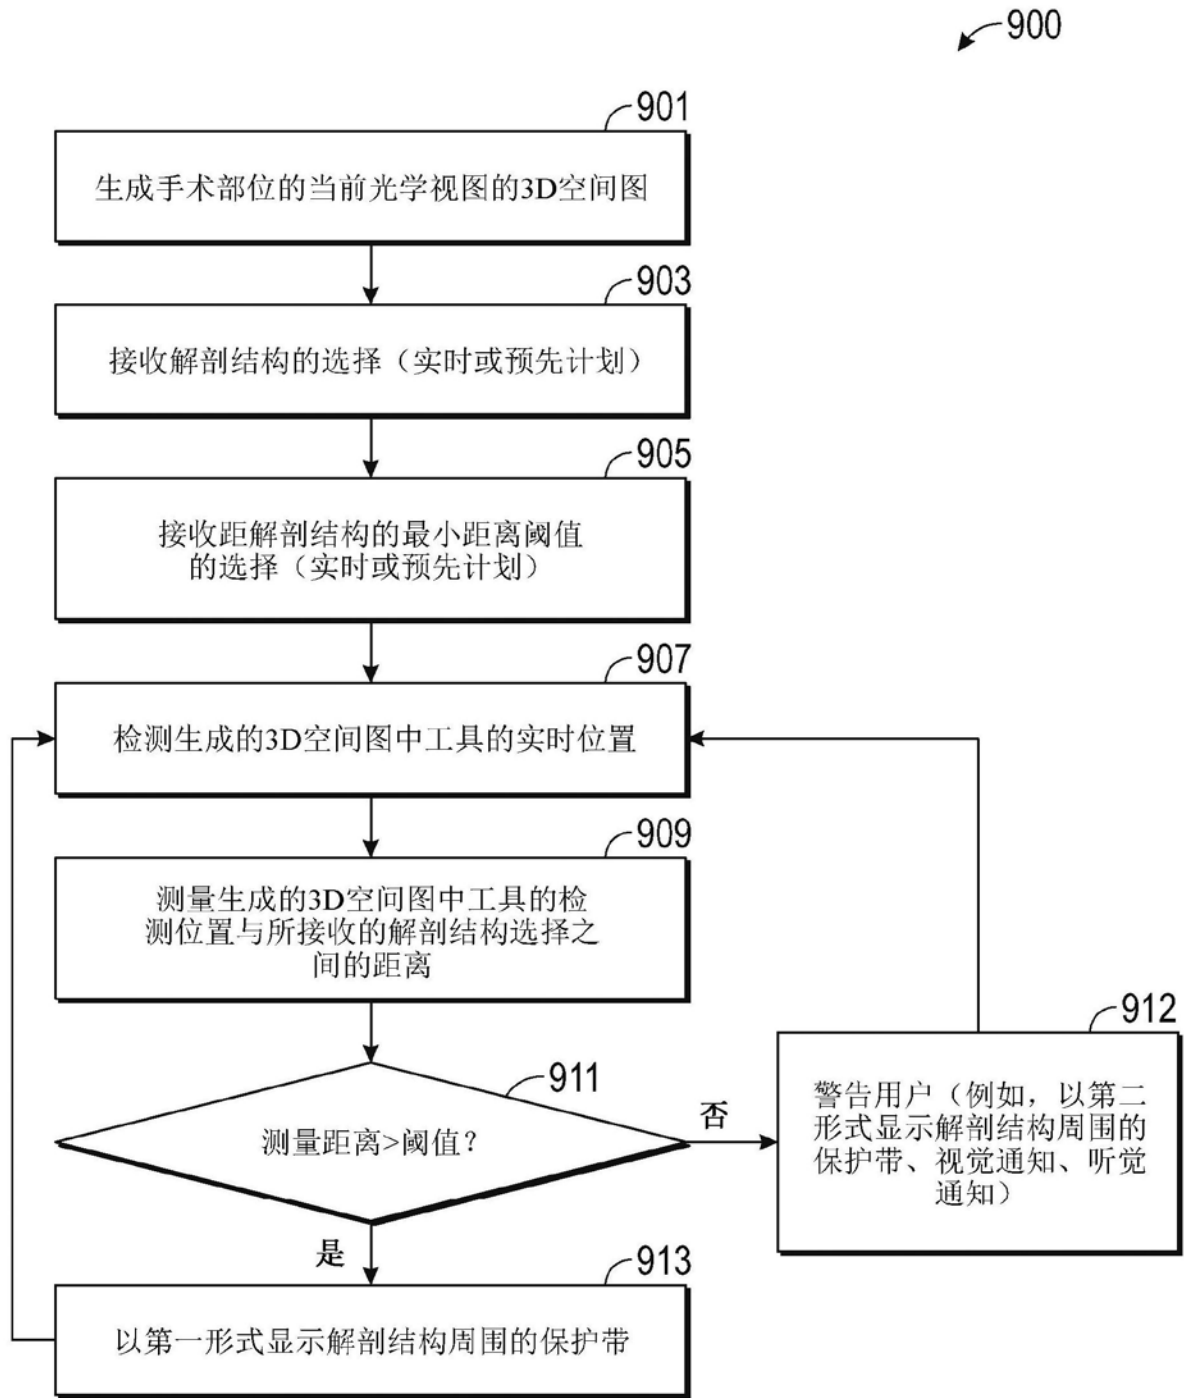 900
901
生成手术部位的当前光学视图的3D空间图
903
接收解剖结构的选择（实时或预先计划）
905
接收距解剖结构的最小距离阈值
的选择（实时或预先计划）
907
检测生成的3D空间图中工具的实时位置
909
测量生成的3D空间图中工具的检
测位置与所接收的解剖结构选择之
间的距离
911
测量距离>阈值？
否
912
警告用户（例如，以第二
形式显示解剖结构周围的
保护带、视觉通知、听觉
通知）
是
913
以第一形式显示解剖结构周围的保护带